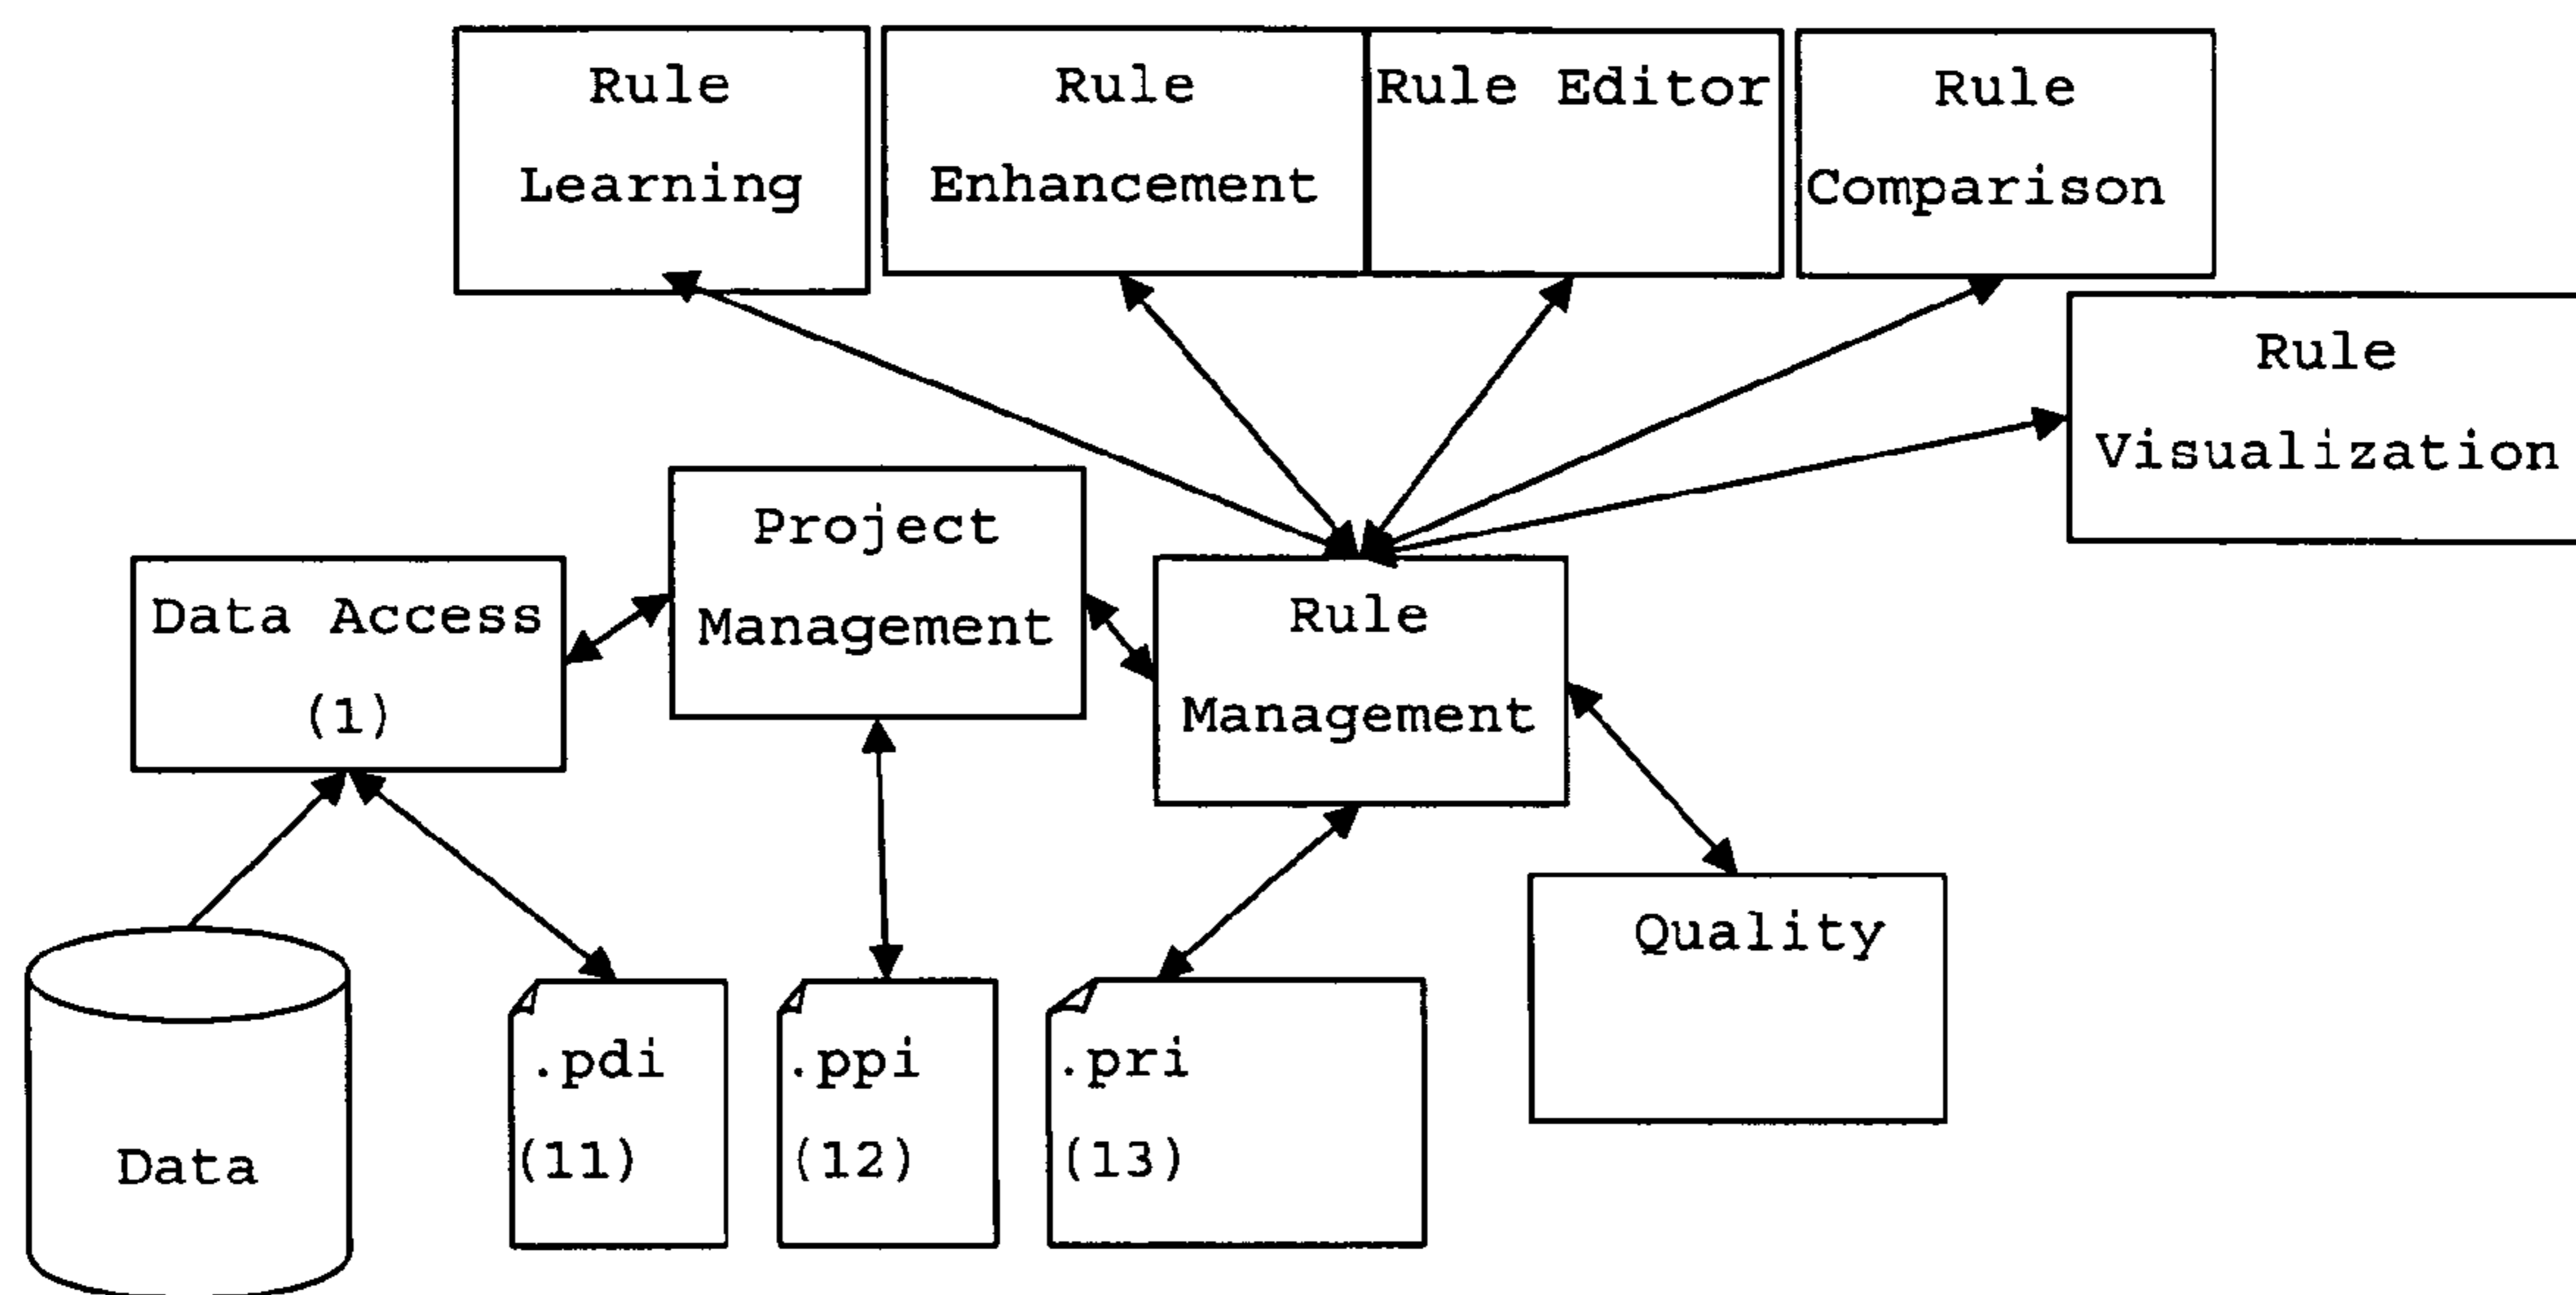 Rule
Learning
Rule
Enhancement
Rule Editor
Rule
Comparison
Rule
Visualization
Project
Management
Data Access
(1)
Rule
Management
Quality
Data
.pdi
(11)
.ppi
(12)
.pri
(13)